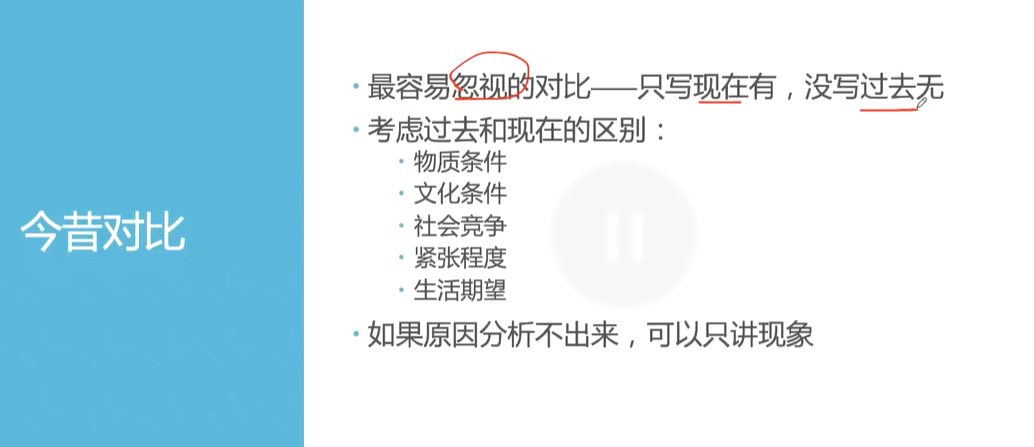 今昔对比
最容易忽视的对比——只写现在有，没写过去无
考虑过去和现在的区别：
物质条件
文化条件
社会竞争
紧张程度
生活期望
如果原因分析不出来，可以只讲现象